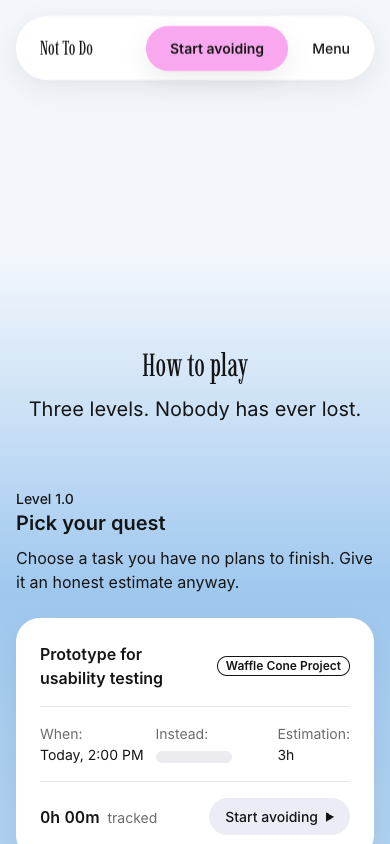 Not To Do
Start avoiding
Menu
How to play
Three levels. Nobody has ever lost.
Level 1.0
Pick your quest
Choose a task you have no plans to finish. Give
it an honest estimate anyway.
Prototype for
usability testing
Waffle Cone Project
When:
Today, 2:00 PM
Instead:
Estimation:
3h
0h 00m tracked
Start avoiding